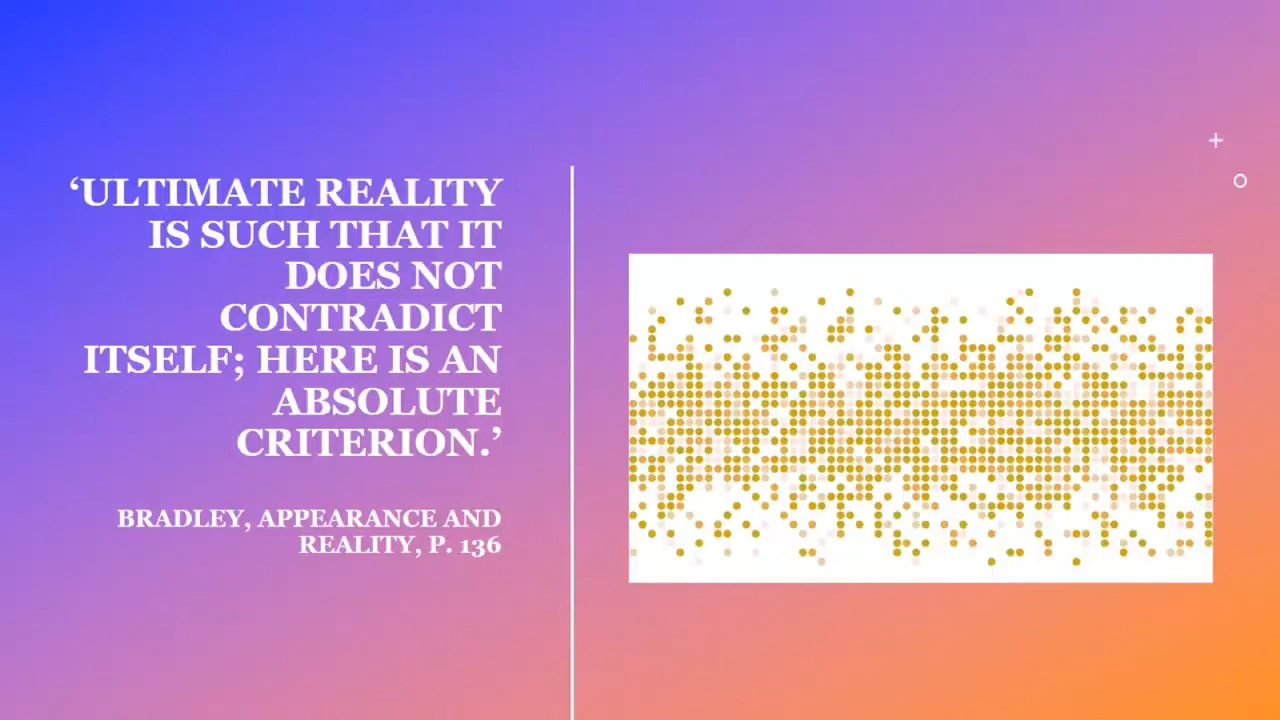 ‘ULTIMATE REALITY
IS SUCH THAT IT
DOES NOT
CONTRADICT
ITSELF; HERE IS AN
ABSOLUTE
CRITERION.’
BRADLEY, APPEARANCE AND
REALITY, P. 136